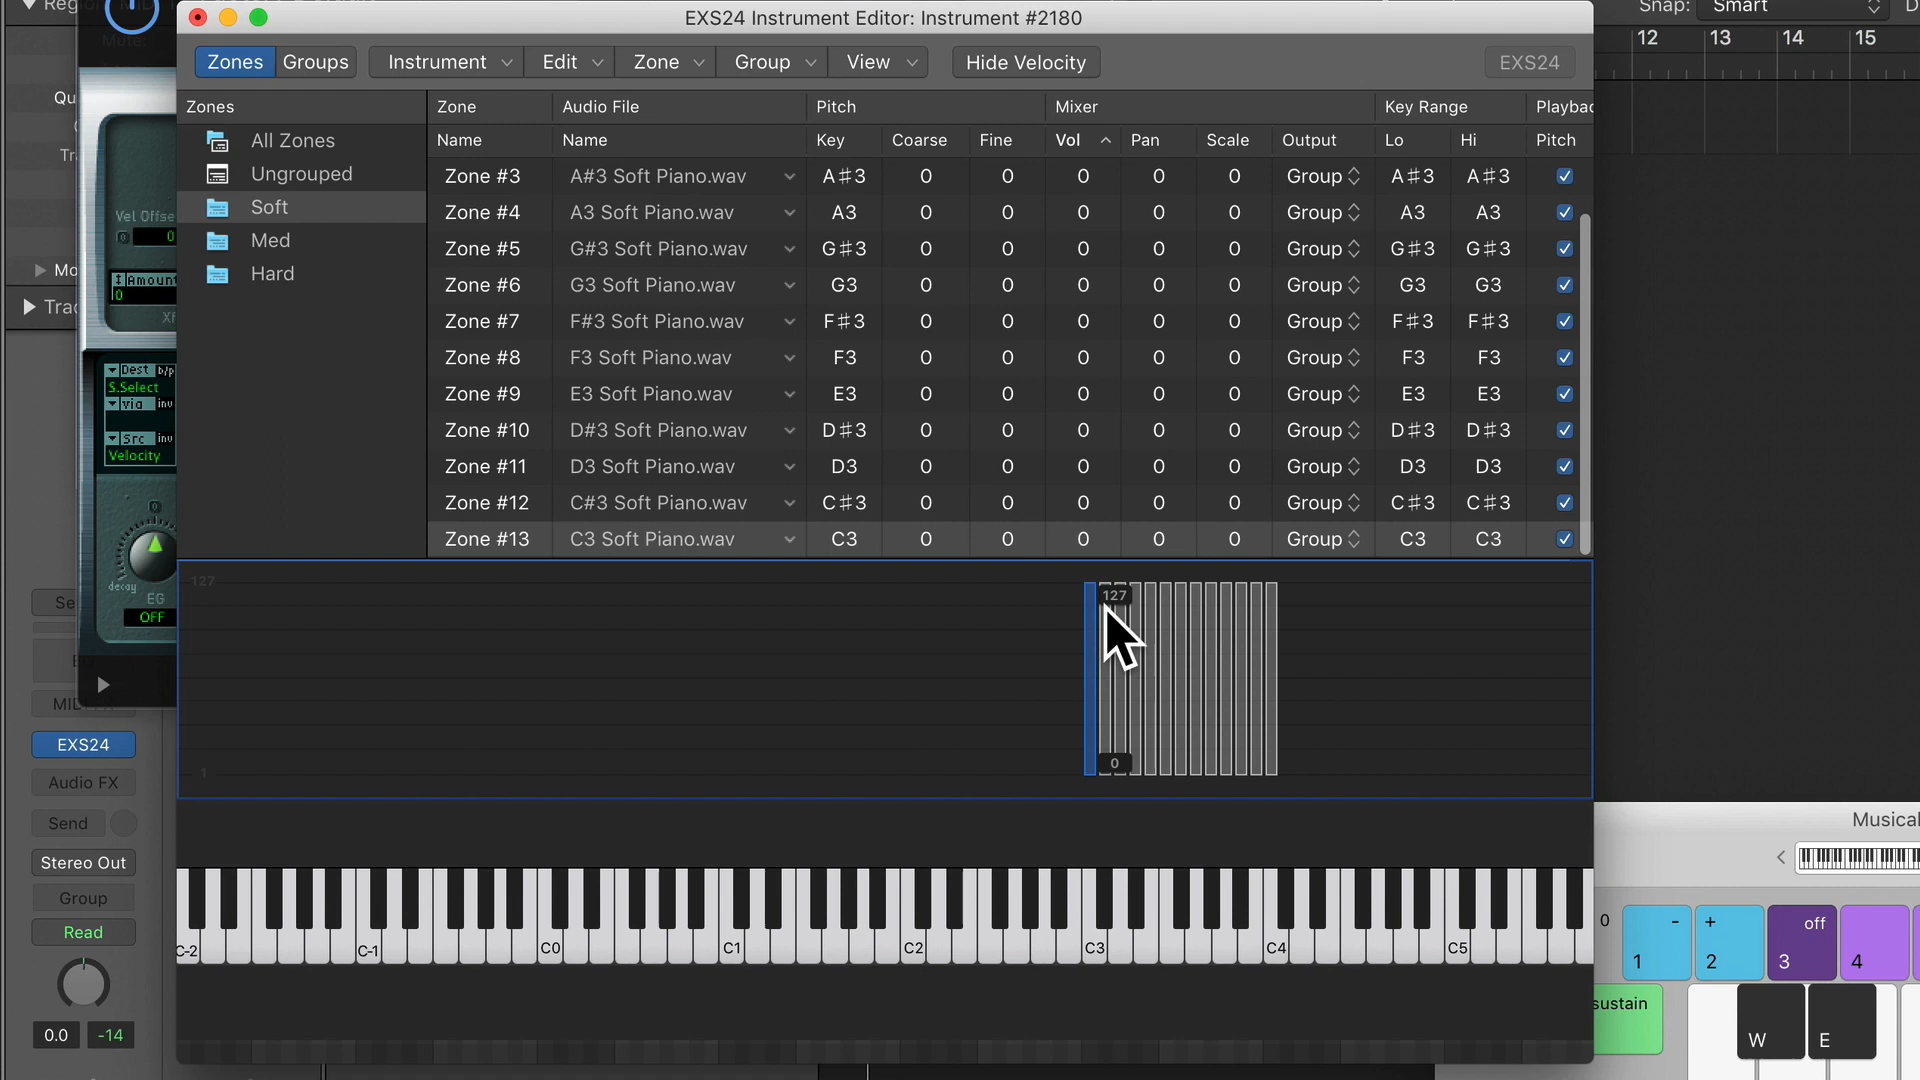 EXS24 Instrument Editor: Instrument #2180
Snap: Smart
12 13 14 15
Zones Groups Instrument Edit Zone Group View Hide Velocity EXS24
Zones
All Zones
Ungrouped
Soft
Med
Hard
Zone Audio File Pitch Mixer Key Range
Name Name Key Coarse Fine Vol Pan Scale Output Lo Hi Pitch
Zone #3 A#3 Soft Piano.wav A♯3 0 0 0 0 0 Group A♯3 A♯3
Zone #4 A3 Soft Piano.wav A3 0 0 0 0 0 Group A3 A3
Zone #5 G#3 Soft Piano.wav G♯3 0 0 0 0 0 Group G♯3 G♯3
Zone #6 G3 Soft Piano.wav G3 0 0 0 0 0 Group G3 G3
Zone #7 F#3 Soft Piano.wav F♯3 0 0 0 0 0 Group F♯3 F♯3
Zone #8 F3 Soft Piano.wav F3 0 0 0 0 0 Group F3 F3
Zone #9 E3 Soft Piano.wav E3 0 0 0 0 0 Group E3 E3
Zone #10 D#3 Soft Piano.wav D♯3 0 0 0 0 0 Group D♯3 D♯3
Zone #11 D3 Soft Piano.wav D3 0 0 0 0 0 Group D3 D3
Zone #12 C#3 Soft Piano.wav C♯3 0 0 0 0 0 Group C♯3 C♯3
Zone #13 C3 Soft Piano.wav C3 0 0 0 0 0 Group C3 C3
127
127
1
0
C-2 C-1 C0 C1 C2 C3 C4 C5
Vel Offse
0
Amount
0
Dest b/p
S.Select
via inv
Src inv
Velocity
decay
EG
OFF
EXS24
Audio FX
Send
Stereo Out
Group
Read
0.0 -14
Musical
0 - + off
1 2 3 4
sustain
W E